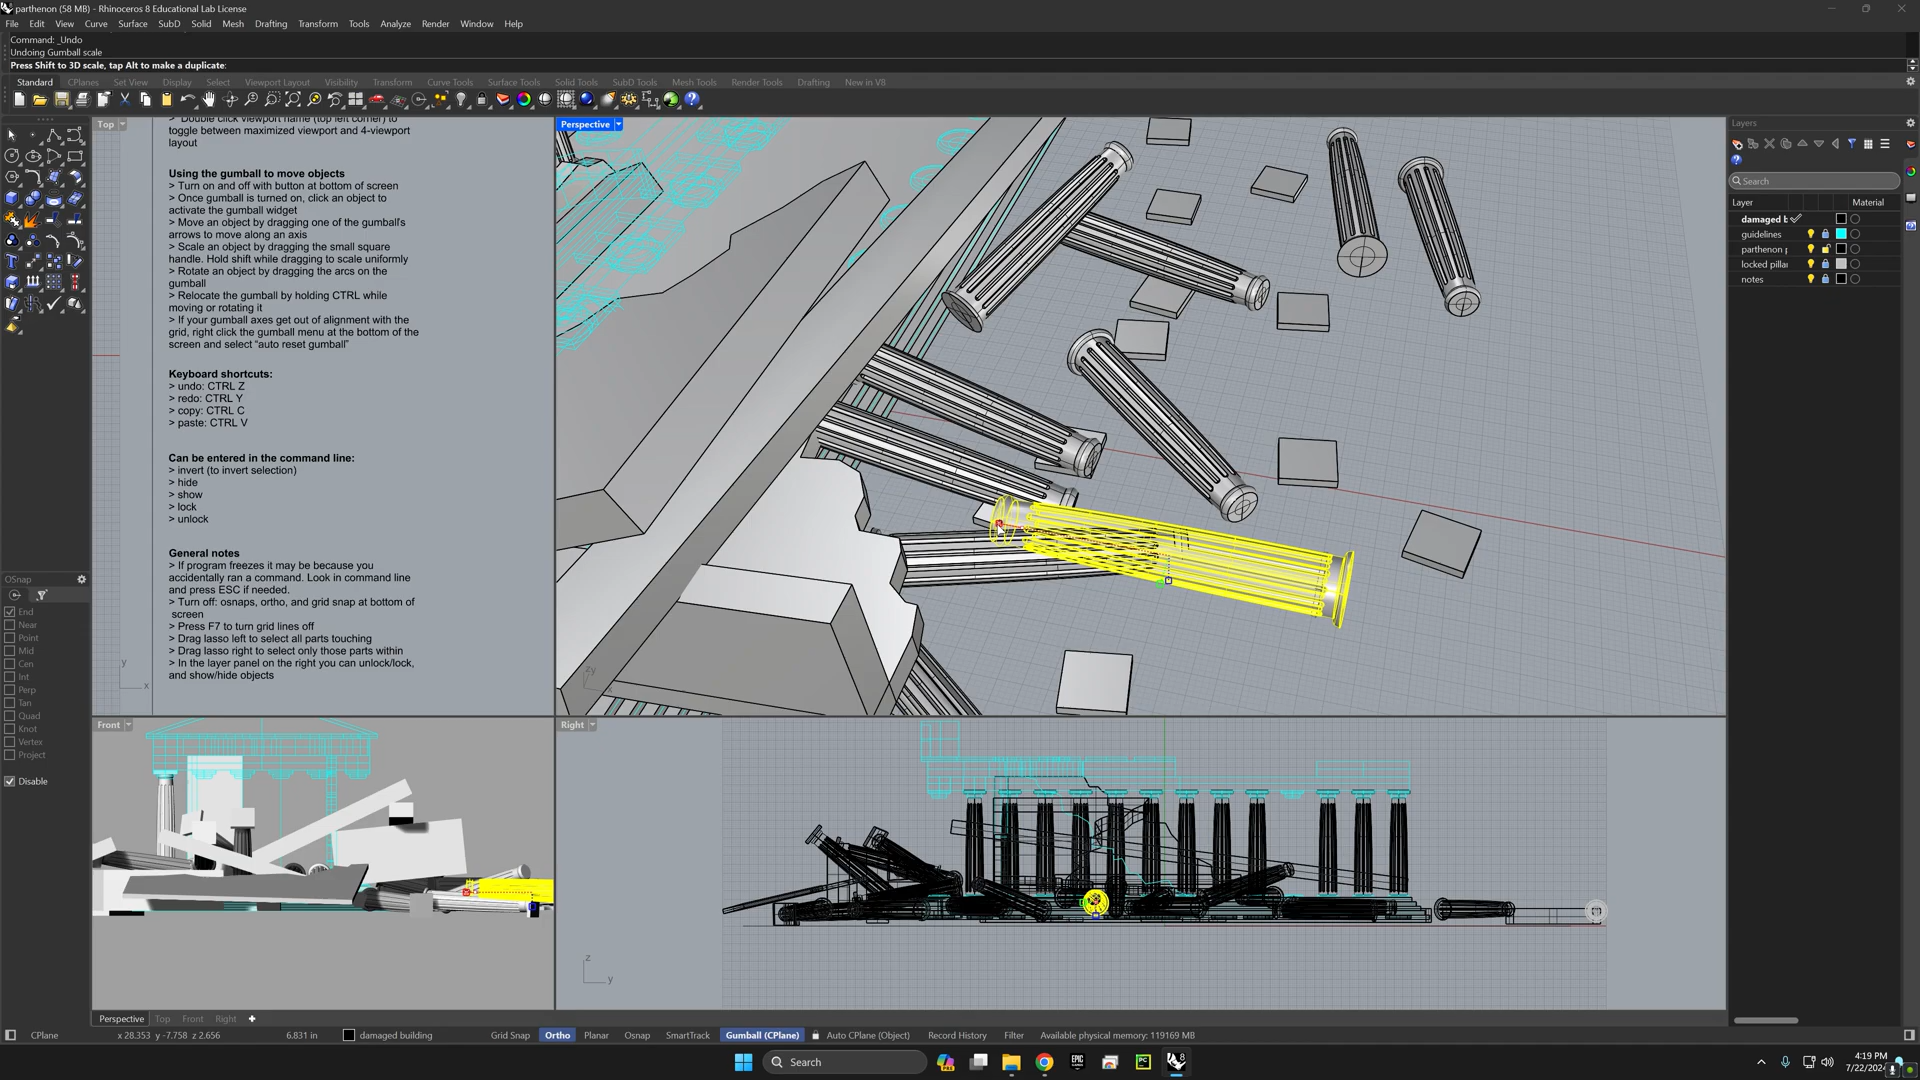 parthenon (58 MB) - Rhinoceros 8 Educational Lab License
File Edit View Curve Surface SubD Solid Mesh Drafting Transform Tools Analyze Render Window Help
Command: _Undo
Undoing Gumball scale
Press Shift to 3D scale, tap Alt to make a duplicate:
Standard CPlanes Set View Display Select Viewport Layout Visibility Transform Curve Tools Surface Tools Solid Tools SubD Tools Mesh Tools Render Tools Drafting New in V8
Top
> Double click viewport name (top left corner) to
toggle between maximized viewport and 4-viewport
layout
Using the gumball to move objects
> Turn on and off with button at bottom of screen
> Once gumball is turned on, click an object to
activate the gumball widget
> Move an object by dragging one of the gumball's
arrows to move along an axis
> Scale an object by dragging the small square
handle. Hold shift while dragging to scale uniformly
> Rotate an object by dragging the arcs on the
gumball
> Relocate the gumball by holding CTRL while
moving or rotating it
> If your gumball axes get out of alignment with the
grid, right click the gumball menu at the bottom of the
screen and select "auto reset gumball"
Keyboard shortcuts:
> undo: CTRL Z
> redo: CTRL Y
> copy: CTRL C
> paste: CTRL V
Can be entered in the command line:
> invert (to invert selection)
> hide
> show
> lock
> unlock
General notes
> If program freezes it may be because you
accidentally ran a command. Look in command line
and press ESC if needed.
> Turn off: osnaps, ortho, and grid snap at bottom of
screen
> Press F7 to turn grid lines off
> Drag lasso left to select all parts touching
> Drag lasso right to select only those parts within
> In the layer panel on the right you can unlock/lock,
and show/hide objects
y
x
Perspective
Layers
Search
Layer Material
damaged b
guidelines
parthenon p
locked pillar
notes
OSnap
End
Near
Point
Mid
Cen
Int
Perp
Tan
Quad
Knot
Vertex
Project
Disable
Front
Right
z
y
Perspective Top Front Right
CPlane x 28.353 y -7.758 z 2.656 6.831 in damaged building Grid Snap Ortho Planar Osnap SmartTrack Gumball (CPlane) Auto CPlane (Object) Record History Filter Available physical memory: 119169 MB
Search
PRE
EPIC
GAMES
PC
8
4:19 PM